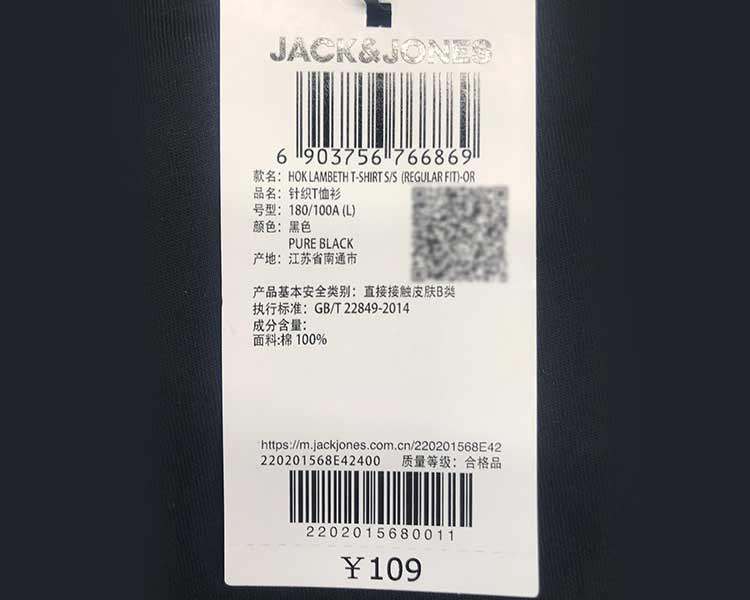 JACK&JONES
6 903756 766869
款名: HOK LAMBETH T-SHIRT S/S (REGULAR FIT)-OR
品名: 针织T恤衫
号型: 180/100A (L)
颜色: 黑色
PURE BLACK
产地: 江苏省南通市
产品基本安全类别: 直接接触皮肤B类
执行标准: GB/T 22849-2014
成分含量:
面料:棉 100%
https://m.jackjones.com.cn/220201568E42
220201568E42400 质量等级: 合格品
2202015680011
¥109